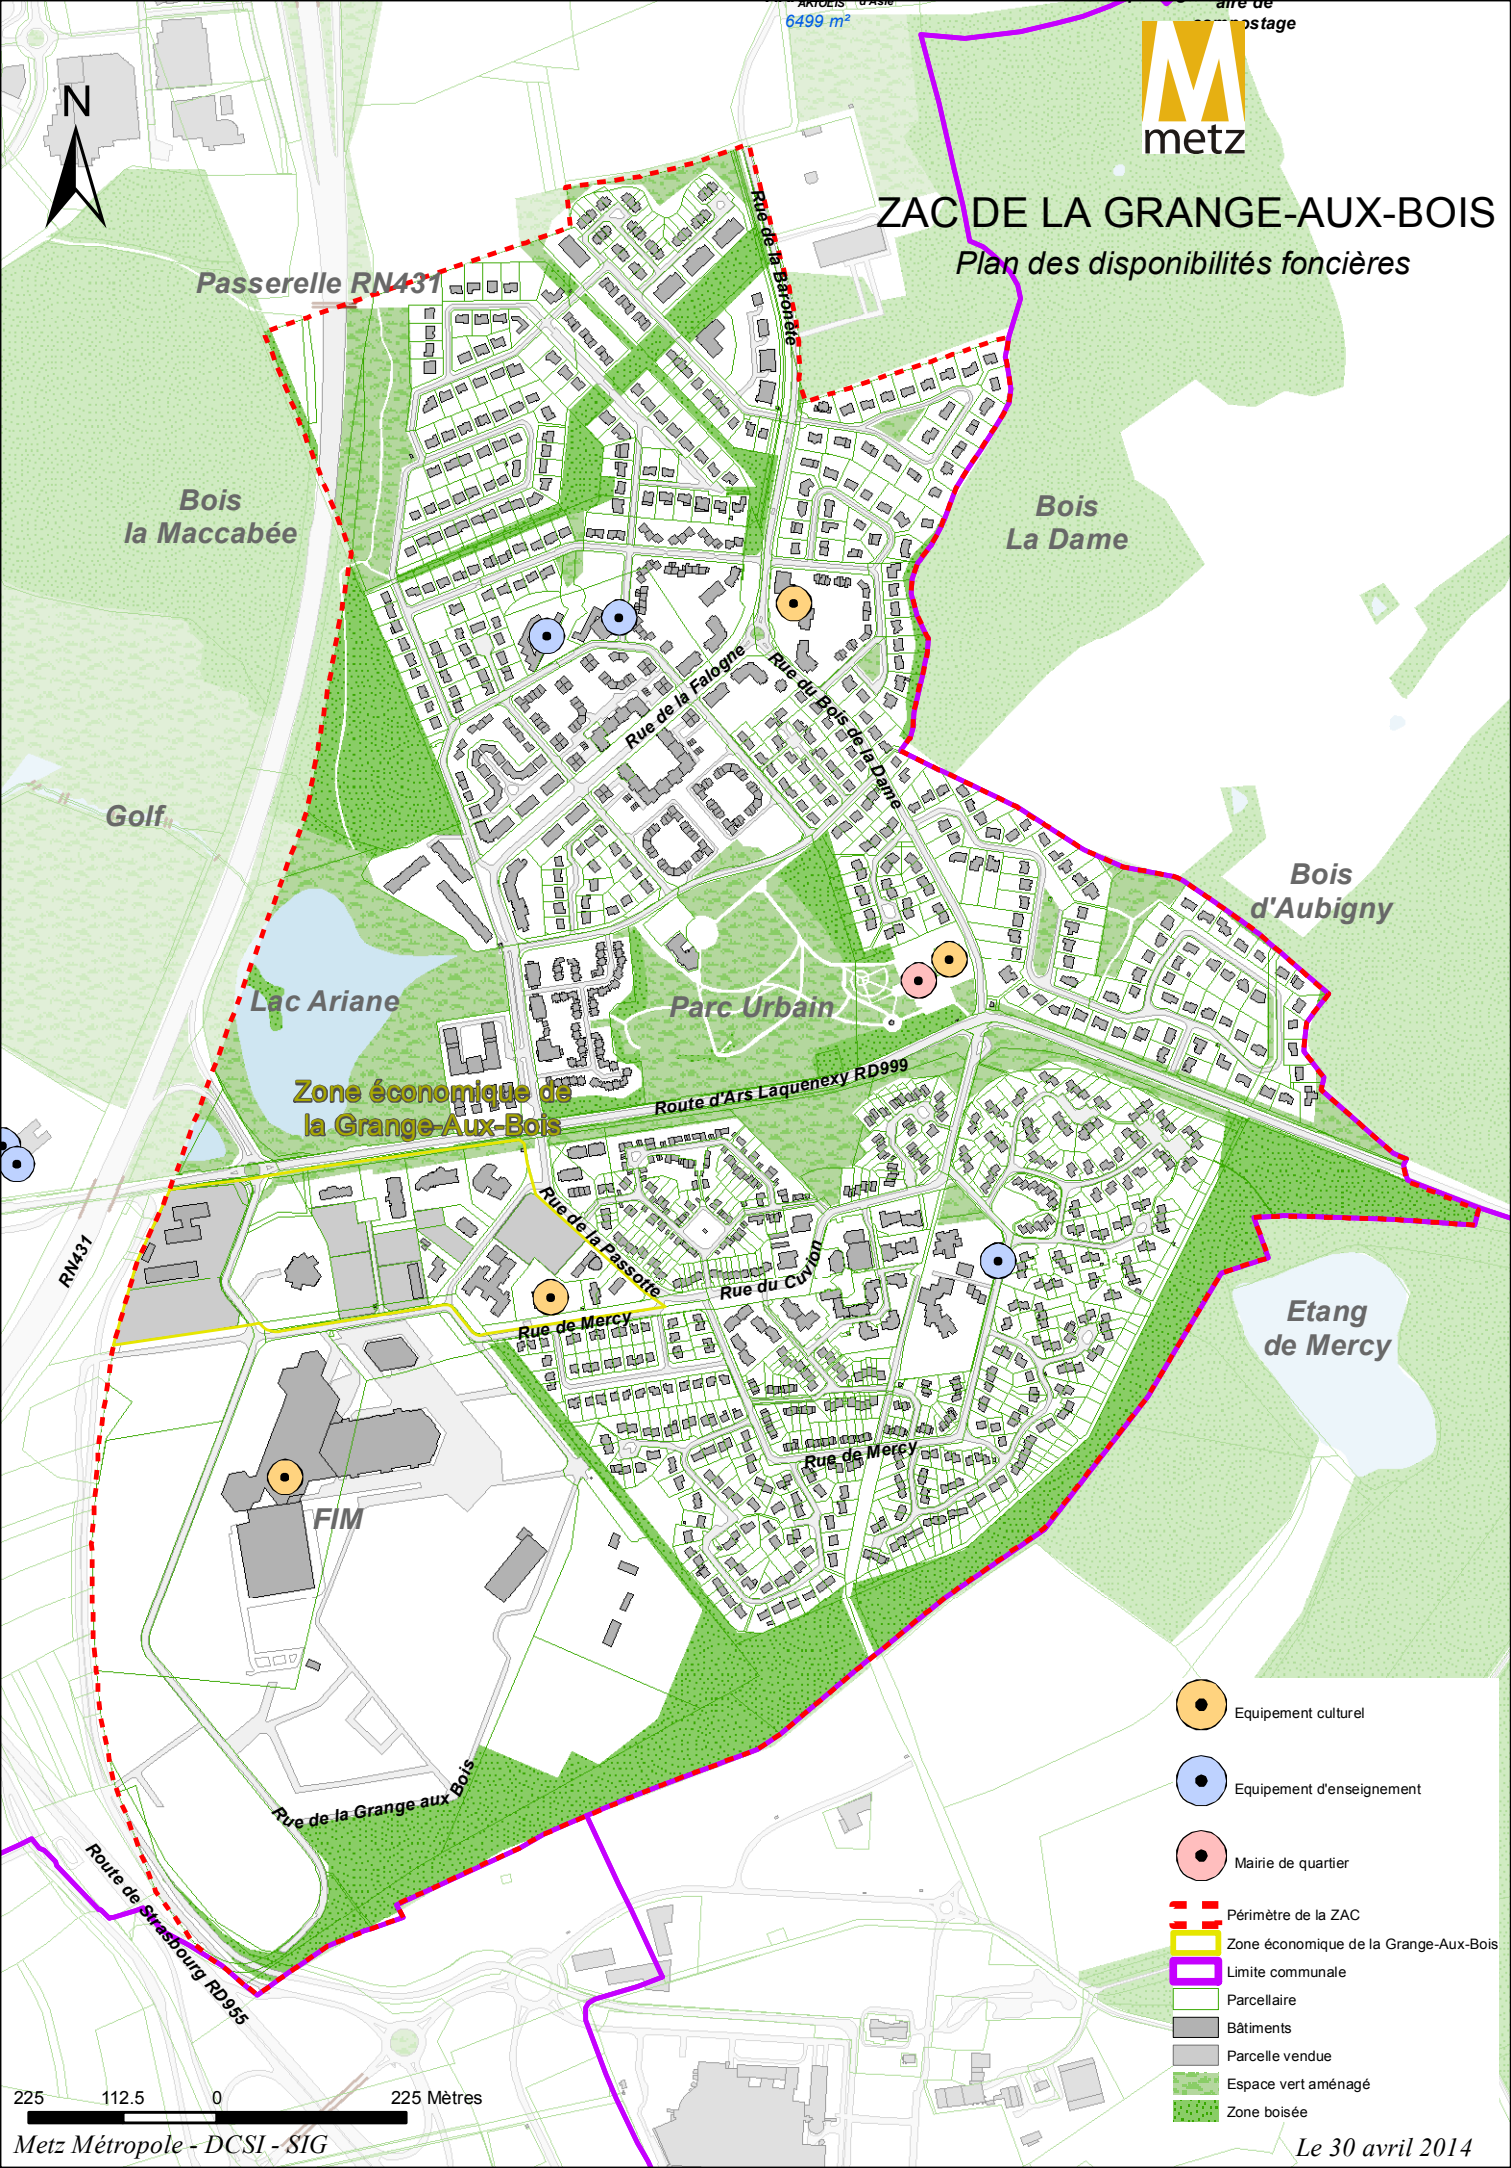 d'Asie
6499 m²
aire de
compostage
N
metz
ZAC DE LA GRANGE-AUX-BOIS
Plan des disponibilités foncières
Passerelle RN431
Rue de la Baronete
Bois
la Maccabée
Bois
La Dame
Rue de la Falogne
Rue du Bois de la Dame
Golf
Bois
d'Aubigny
Lac Ariane
Parc Urbain
Zone économique de
la Grange-Aux-Bois
Route d'Ars Laquenexy RD999
RN431
Rue de la Passotte
Rue du Cuvion
Rue de Mercy
Etang
de Mercy
Rue de Mercy
FIM
Rue de la Grange aux Bois
Route de Strasbourg RD955
Equipement culturel
Equipement d'enseignement
Mairie de quartier
Périmètre de la ZAC
Zone économique de la Grange-Aux-Bois
Limite communale
Parcellaire
Bâtiments
Parcelle vendue
Espace vert aménagé
Zone boisée
225 112.5 0 225 Mètres
Metz Métropole - DCSI - SIG
Le 30 avril 2014